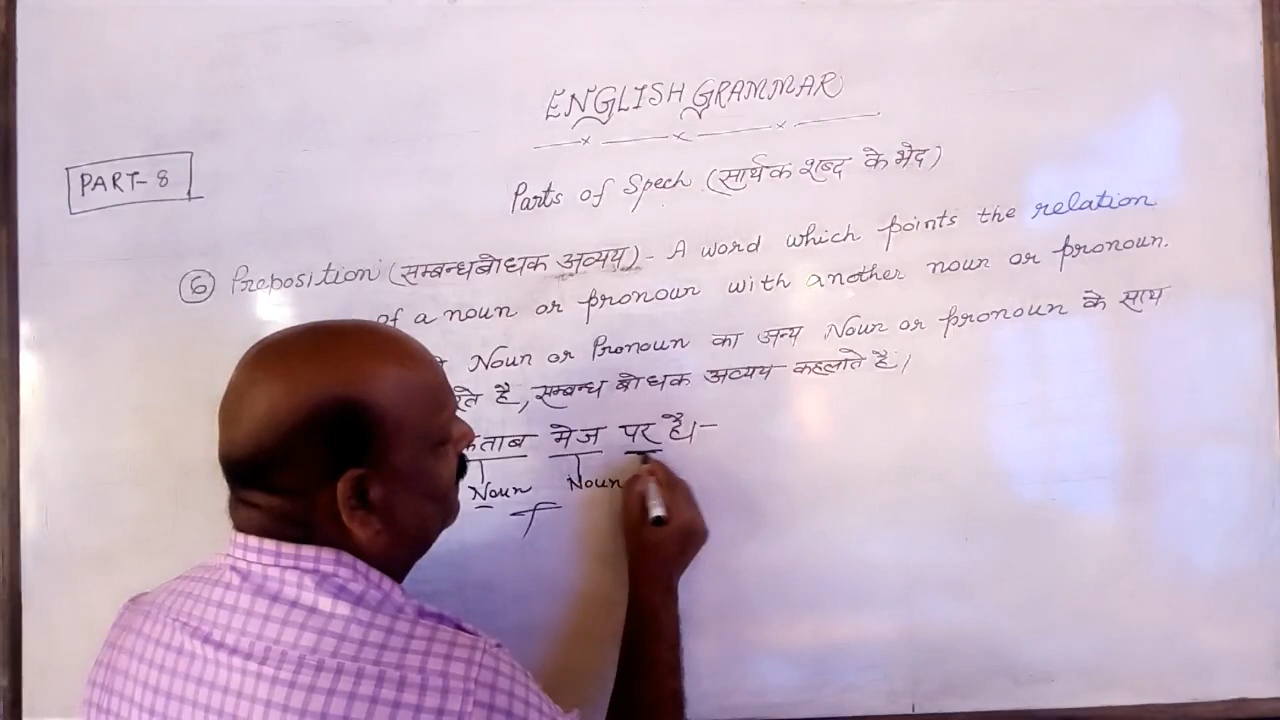 ENGLISH GRAMMAR
PART-8
Parts of Spech (सार्थक शब्द के भेद)
⑥ Preposition (सम्बन्धबोधक अव्यय) - A word which points the relation
of a noun or pronoun with another noun or pronoun.
Noun or Pronoun का अन्य Noun or pronoun के साथ
है, सम्बन्ध बोधक अव्यय कहलाते हैं।
मेज पर है।-
Noun Noun